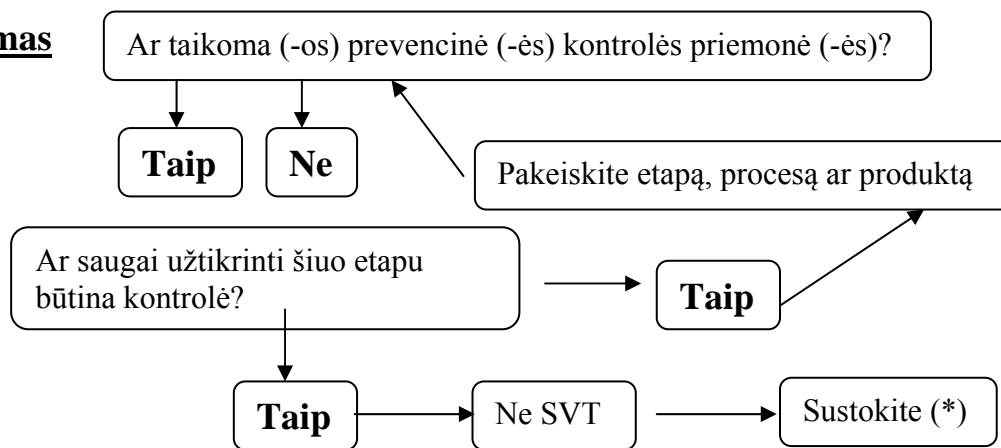 mas
Ar taikoma (-os) prevencinė (-ės) kontrolės priemonė (-ės)?
Taip
Ne
Pakeiskite etapą, procesą ar produktą
Ar saugai užtikrinti šiuo etapu
būtina kontrolė?
Taip
Taip
Ne SVT
Sustokite (*)